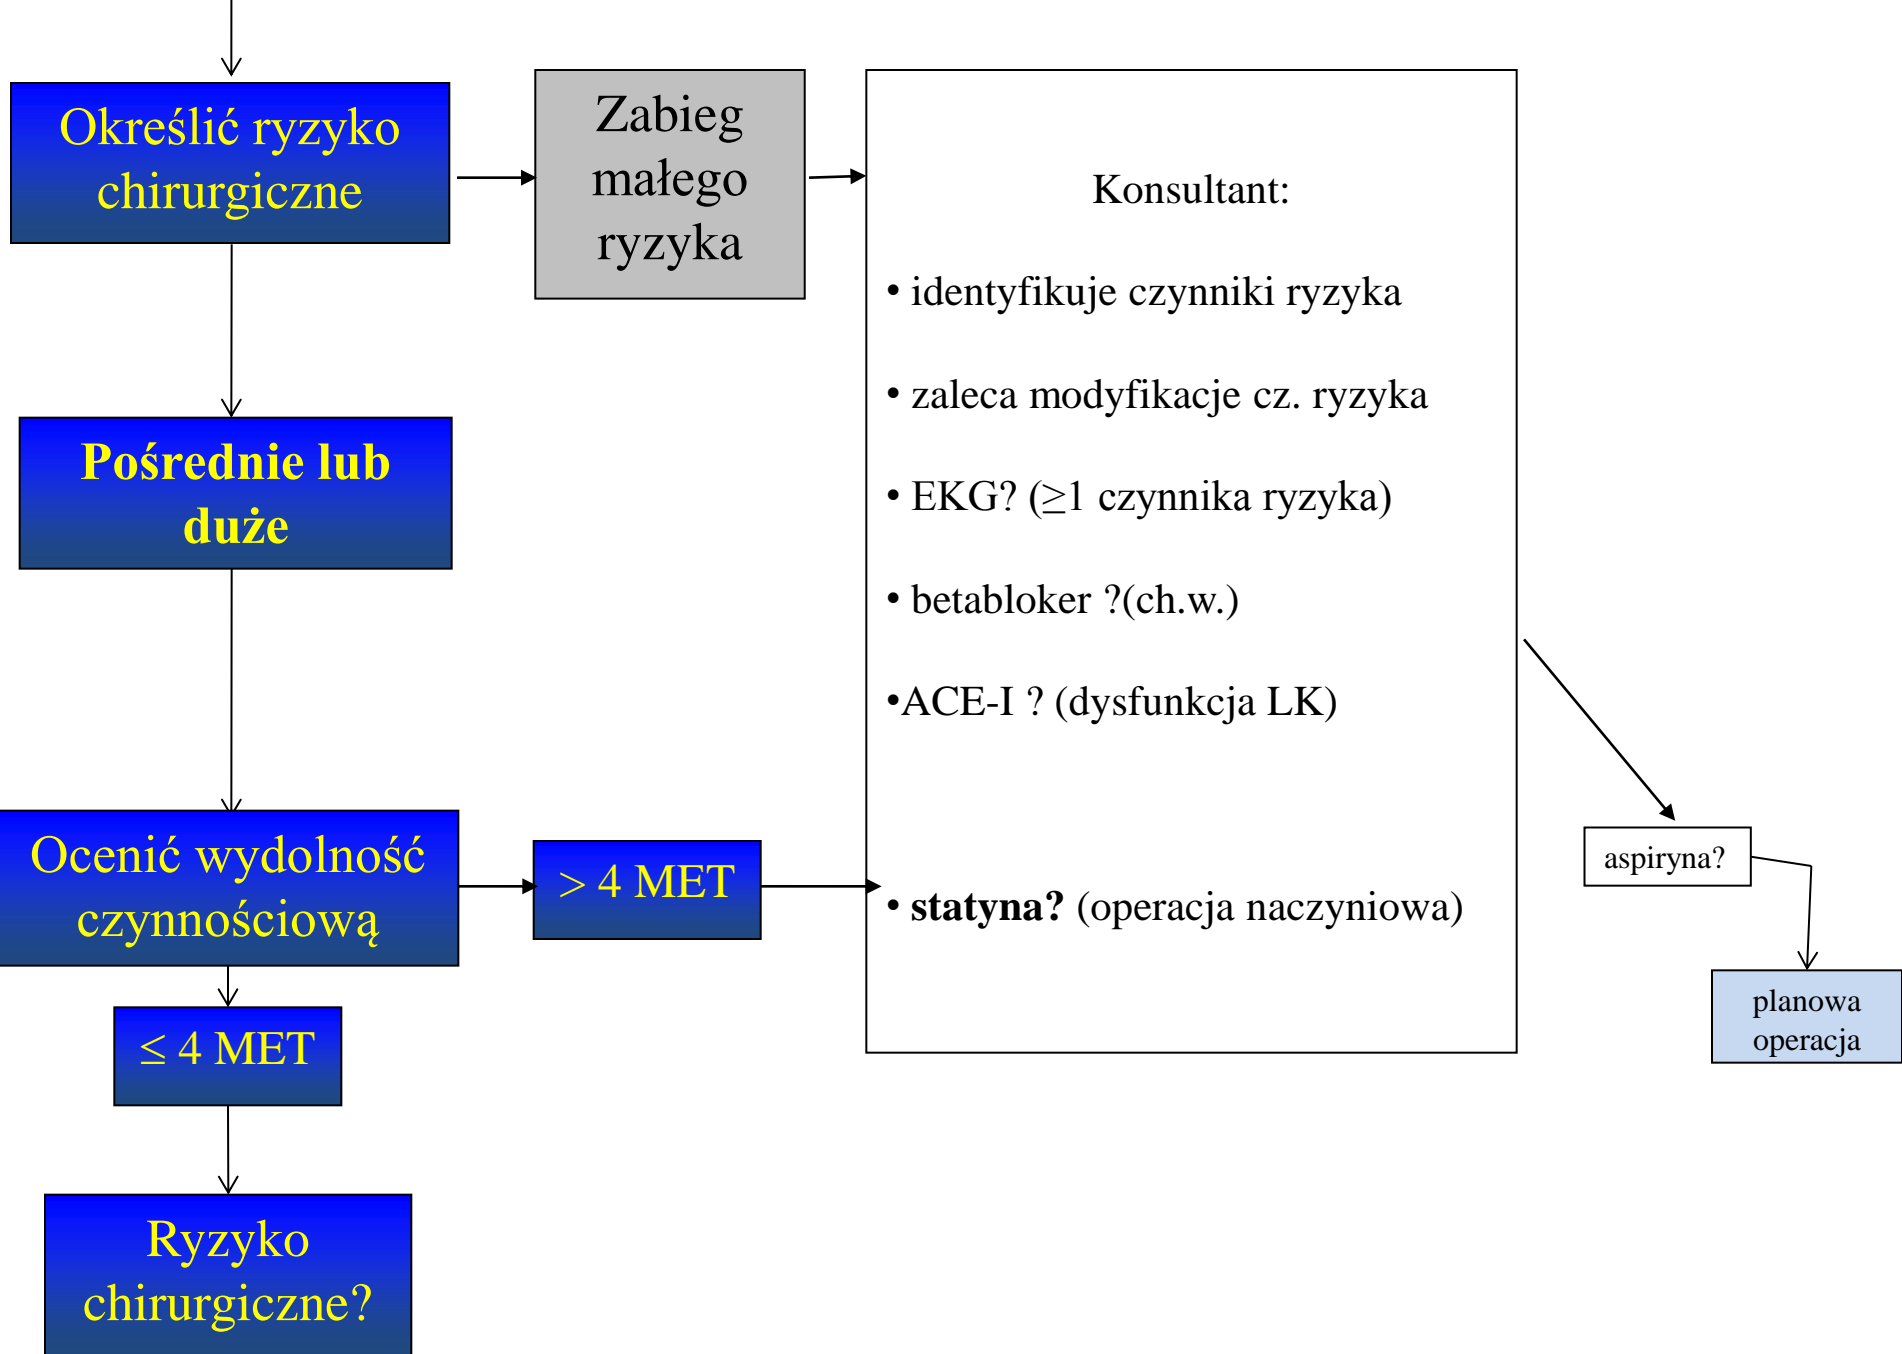 Określić ryzyko
chirurgiczne
Zabieg
małego
ryzyka
Konsultant:
• identyfikuje czynniki ryzyka
• zaleca modyfikacje cz. ryzyka
• EKG? (≥1 czynnika ryzyka)
• betabloker ?(ch.w.)
•ACE-I ? (dysfunkcja LK)
• statyna? (operacja naczyniowa)
Pośrednie lub
duże
Ocenić wydolność
czynnościową
> 4 MET
≤ 4 MET
Ryzyko
chirurgiczne?
aspiryna?
planowa
operacja